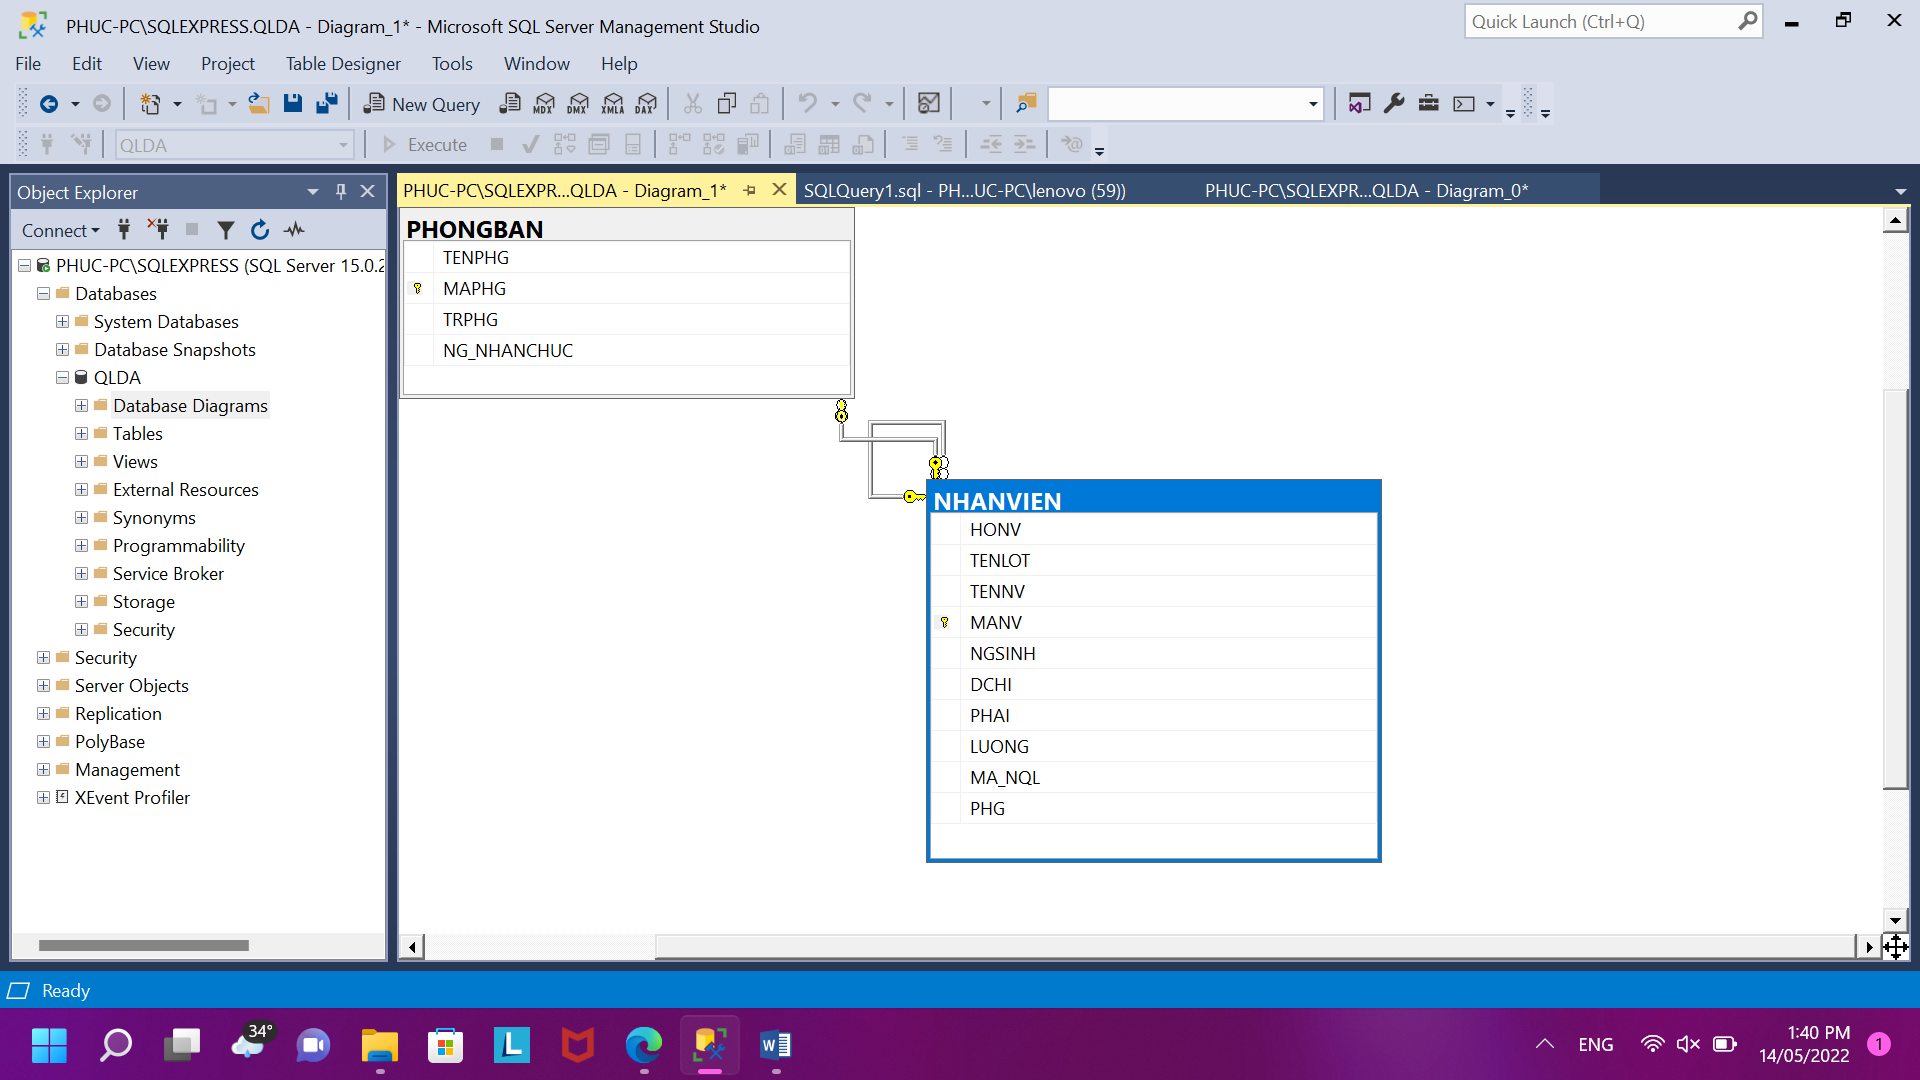 PHUC-PC\SQLEXPRESS.QLDA - Diagram_1* - Microsoft SQL Server Management Studio
Quick Launch (Ctrl+Q)
File Edit View Project Table Designer Tools Window Help
New Query MDX DMX XMLA DAX
QLDA Execute
Object Explorer
PHUC-PC\SQLEXPR...QLDA - Diagram_1* SQLQuery1.sql - PH...UC-PC\lenovo (59)) PHUC-PC\SQLEXPR...QLDA - Diagram_0*
Connect
PHUC-PC\SQLEXPRESS (SQL Server 15.0.2
Databases
System Databases
Database Snapshots
QLDA
Database Diagrams
Tables
Views
External Resources
Synonyms
Programmability
Service Broker
Storage
Security
Security
Server Objects
Replication
PolyBase
Management
XEvent Profiler
PHONGBAN
TENPHG
MAPHG
TRPHG
NG_NHANCHUC
NHANVIEN
HONV
TENLOT
TENNV
MANV
NGSINH
DCHI
PHAI
LUONG
MA_NQL
PHG
Ready
34°
L
W
ENG
1:40 PM
14/05/2022
1